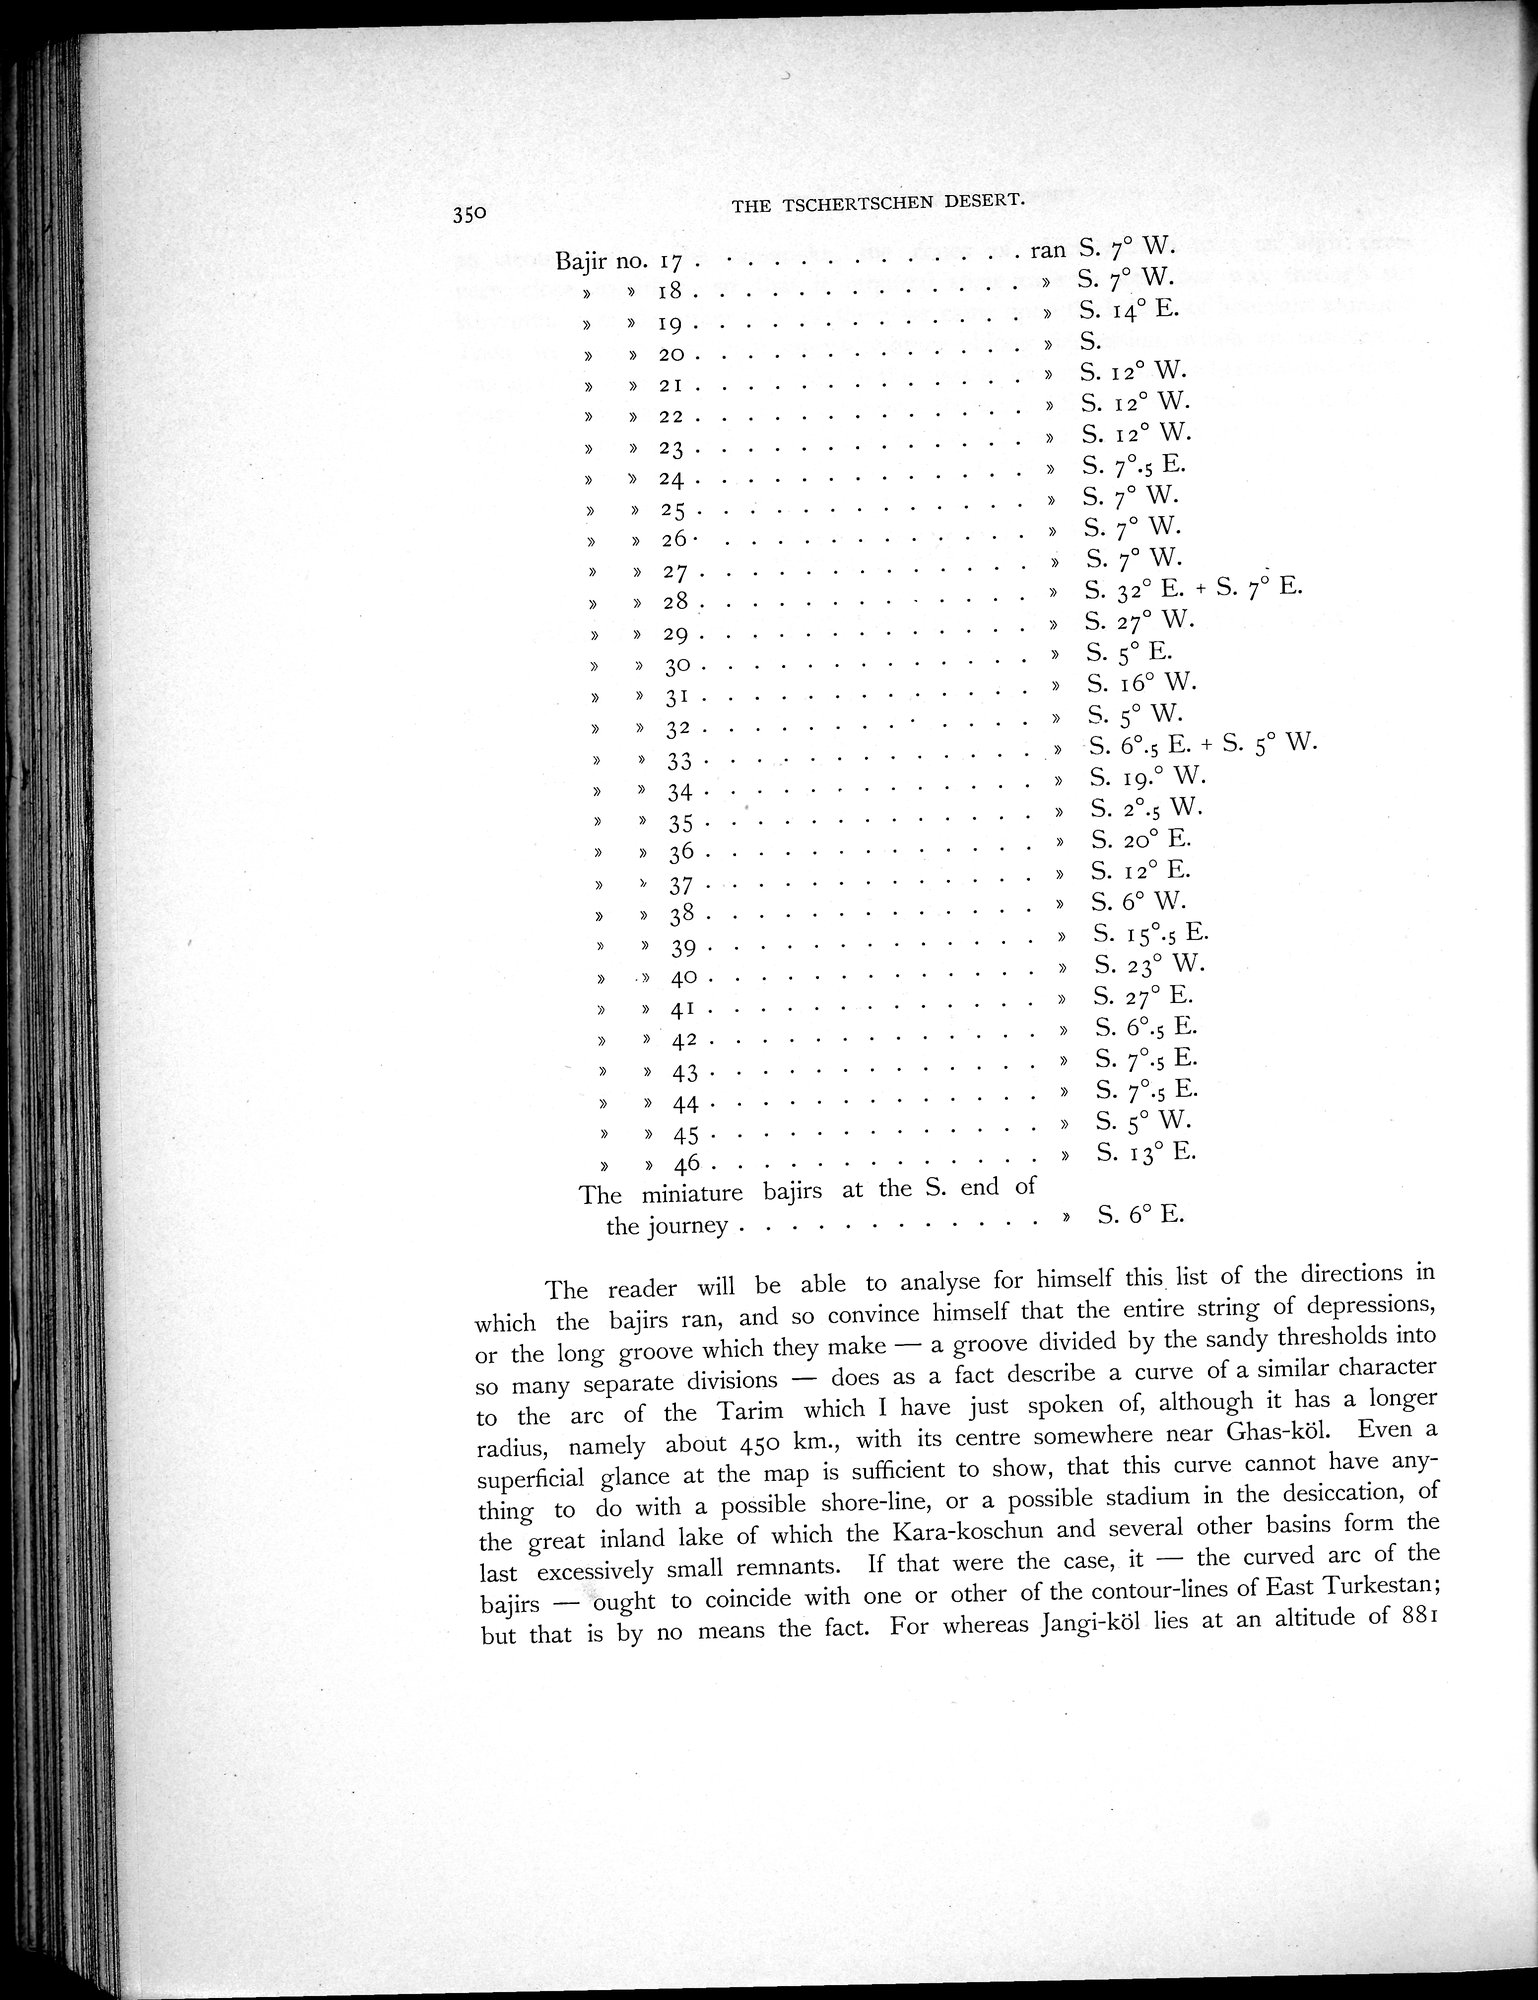 350
THE TSCHERTSCHEN DESERT.
Bajir no. 17 . . . . . . . . . . . . . ran S. 7° W.
» » 18 . . . . . . . . . . . . . » S. 7° W.
» » 19 . . . . . . . . . . . . . » S. 14° E.
» » 20 . . . . . . . . . . . . . » S.
» » 21 . . . . . . . . . . . . . » S. 12° W.
» » 22 . . . . . . . . . . . . . » S. 12° W.
» » 23 . . . . . . . . . . . . . » S. 12° W.
» » 24 . . . . . . . . . . . . . » S. 7°.5 E.
» » 25 . . . . . . . . . . . . . » S. 7° W.
» » 26 . . . . . . . . . . . . . » S. 7° W.
» » 27 . . . . . . . . . . . . . » S. 7° W.
» » 28 . . . . . . . . . . . . . » S. 32° E. + S. 7° E.
» » 29 . . . . . . . . . . . . . » S. 27° W.
» » 30 . . . . . . . . . . . . . » S. 5° E.
» » 31 . . . . . . . . . . . . . » S. 16° W.
» » 32 . . . . . . . . . . . . . » S. 5° W.
» » 33 . . . . . . . . . . . . . » S. 6°.5 E. + S. 5° W.
» » 34 . . . . . . . . . . . . . » S. 19.° W.
» » 35 . . . . . . . . . . . . . » S. 2°.5 W.
» » 36 . . . . . . . . . . . . . » S. 20° E.
» » 37 . . . . . . . . . . . . . » S. 12° E.
» » 38 . . . . . . . . . . . . . » S. 6° W.
» » 39 . . . . . . . . . . . . . » S. 15°.5 E.
» » 40 . . . . . . . . . . . . . » S. 23° W.
» » 41 . . . . . . . . . . . . . » S. 27° E.
» » 42 . . . . . . . . . . . . . » S. 6°.5 E.
» » 43 . . . . . . . . . . . . . » S. 7°.5 E.
» » 44 . . . . . . . . . . . . . » S. 7°.5 E.
» » 45 . . . . . . . . . . . . . » S. 5° W.
» » 46 . . . . . . . . . . . . . » S. 13° E.
The miniature bajirs at the S. end of
the journey . . . . . . . . . . . . » S. 6° E.
The reader will be able to analyse for himself this list of the directions in
which the bajirs ran, and so convince himself that the entire string of depressions,
or the long groove which they make — a groove divided by the sandy thresholds into
so many separate divisions — does as a fact describe a curve of a similar character
to the arc of the Tarim which I have just spoken of, although it has a longer
radius, namely about 450 km., with its centre somewhere near Ghas-köl. Even a
superficial glance at the map is sufficient to show, that this curve cannot have any-
thing to do with a possible shore-line, or a possible stadium in the desiccation, of
the great inland lake of which the Kara-koschun and several other basins form the
last excessively small remnants. If that were the case, it — the curved arc of the
bajirs — ought to coincide with one or other of the contour-lines of East Turkestan;
but that is by no means the fact. For whereas Jangi-köl lies at an altitude of 881